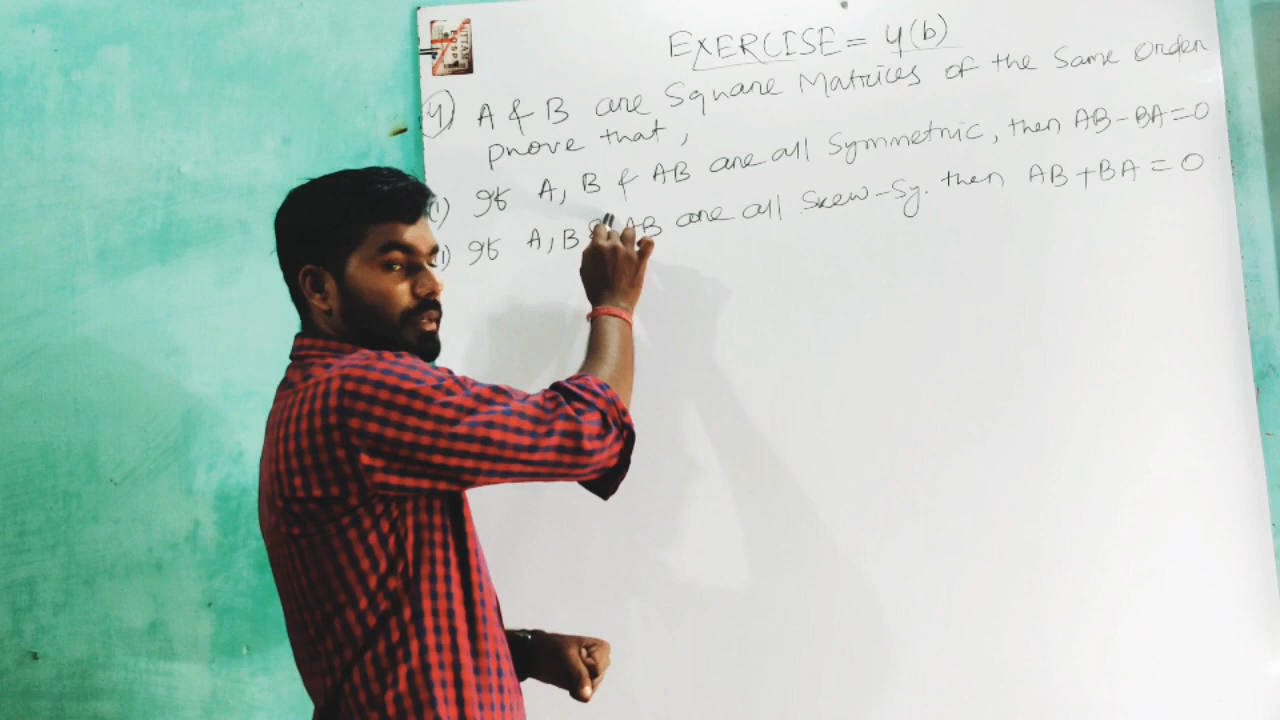 EXERCISE = 4(b)
4) A & B are Square Matrices of the Same Order
prove that,
(i) If A, B & AB are all Symmetric, then AB - BA = 0
If A, B & AB are all Skew-Sy. then AB + BA = 0